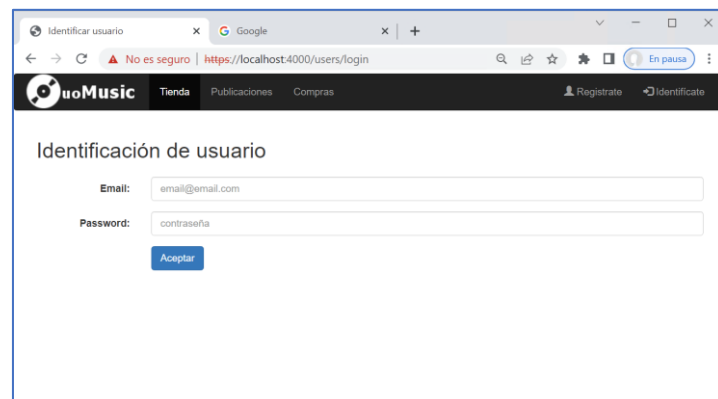 Identificar usuario Google
No es seguro https://localhost:4000/users/login En pausa
uoMusic Tienda Publicaciones Compras Registrate Identifícate
Identificación de usuario
Email: email@email.com
Password: contraseña
Aceptar